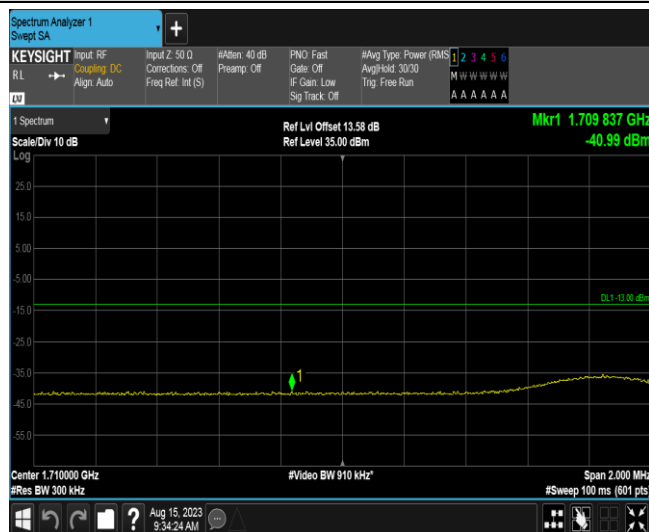 Spectrum Analyzer 1
Swept SA
+
KEYSIGHT
RL
Input: RF
Coupling: DC
Align: Auto
Input Z: 50 Ω
Corrections: Off
Freq Ref: Int (S)
#Atten: 40 dB
Preamp: Off
PNO: Fast
Gate: Off
IF Gain: Low
Sig Track: Off
#Avg Type: Power (RMS
Avg|Hold: 30/30
Trig: Free Run
1 2 3 4 5 6
M W W W W W
A A A A A A
1 Spectrum
Scale/Div 10 dB
Ref Lvl Offset 13.58 dB
Ref Level 35.00 dBm
Mkr1 1.709 837 GHz
-40.99 dBm
Log
25.0
15.0
5.00
-5.00
DL1 -13.00 dBm
-15.0
-25.0
-35.0
1
-45.0
-55.0
Center 1.710000 GHz
#Video BW 910 kHz*
Span 2.000 MHz
#Res BW 300 kHz
#Sweep 100 ms (601 pts)
?
Aug 15, 2023
9:34:24 AM